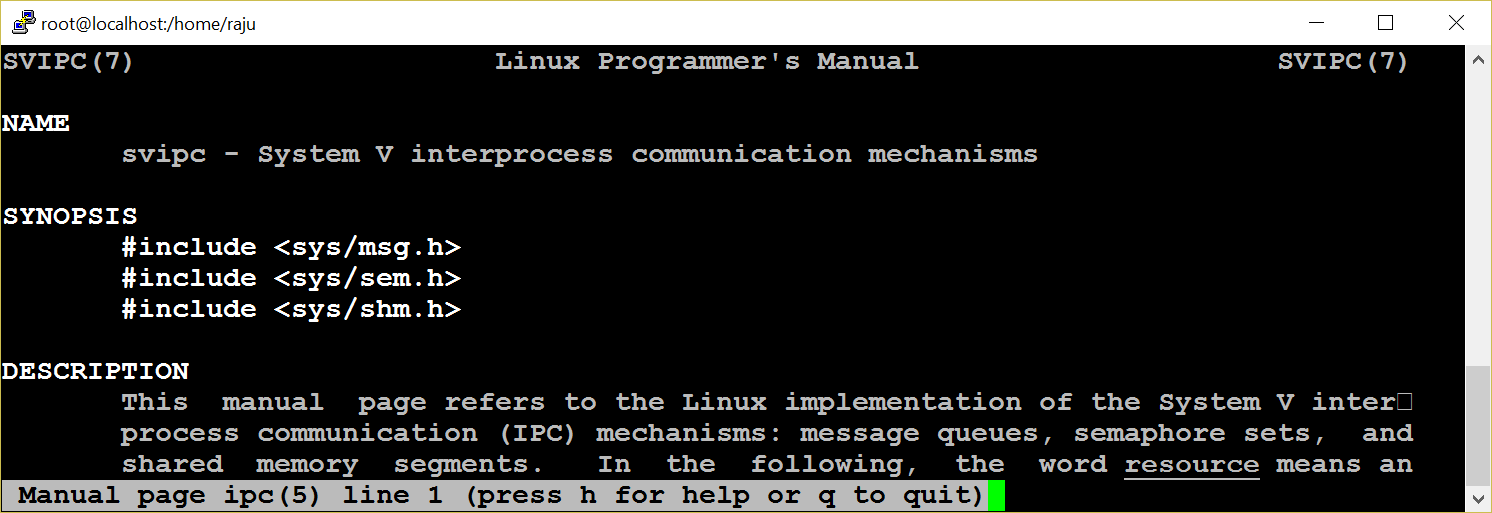 root@localhost:/home/raju
SVIPC(7) Linux Programmer's Manual SVIPC(7)
NAME
svipc - System V interprocess communication mechanisms
SYNOPSIS
#include <sys/msg.h>
#include <sys/sem.h>
#include <sys/shm.h>
DESCRIPTION
This manual page refers to the Linux implementation of the System V inter□
process communication (IPC) mechanisms: message queues, semaphore sets, and
shared memory segments. In the following, the word resource means an
Manual page ipc(5) line 1 (press h for help or q to quit)